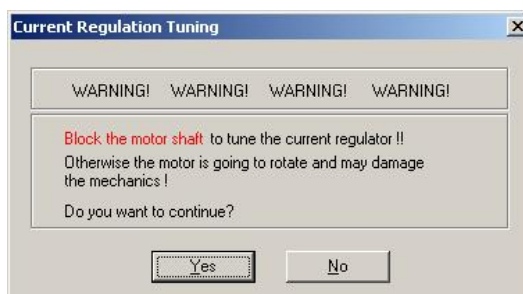 Current Regulation Tuning
WARNING! WARNING! WARNING! WARNING!
Block the motor shaft to tune the current regulator !!
Otherwise the motor is going to rotate and may damage
the mechanics !
Do you want to continue?
Yes No